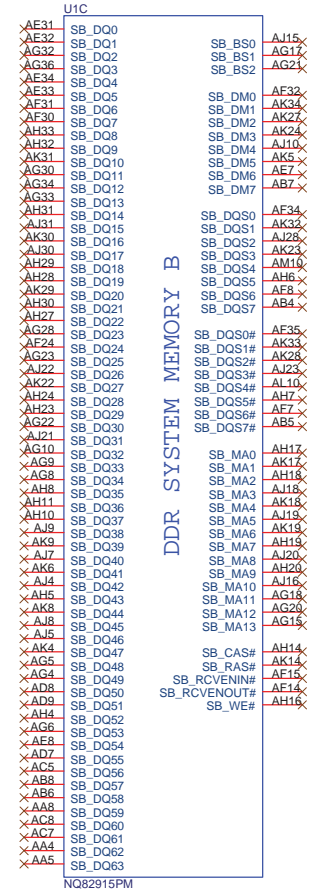 U1C
AE31 SB_DQ0
AE32 SB_DQ1
AG32 SB_DQ2
AG36 SB_DQ3
AE34 SB_DQ4
AE33 SB_DQ5
AF31 SB_DQ6
AF30 SB_DQ7
AH33 SB_DQ8
AH32 SB_DQ9
AK31 SB_DQ10
AG30 SB_DQ11
AG34 SB_DQ12
AG33 SB_DQ13
AH31 SB_DQ14
AJ31 SB_DQ15
AK30 SB_DQ16
AJ30 SB_DQ17
AH29 SB_DQ18
AH28 SB_DQ19
AK29 SB_DQ20
AH30 SB_DQ21
AH27 SB_DQ22
AG28 SB_DQ23
AF24 SB_DQ24
AG23 SB_DQ25
AJ22 SB_DQ26
AK22 SB_DQ27
AH24 SB_DQ28
AH23 SB_DQ29
AG22 SB_DQ30
AJ21 SB_DQ31
AG10 SB_DQ32
AG9 SB_DQ33
AG8 SB_DQ34
AH8 SB_DQ35
AH11 SB_DQ36
AH10 SB_DQ37
AJ9 SB_DQ38
AK9 SB_DQ39
AJ7 SB_DQ40
AK6 SB_DQ41
AJ4 SB_DQ42
AH5 SB_DQ43
AK8 SB_DQ44
AJ8 SB_DQ45
AJ5 SB_DQ46
AK4 SB_DQ47
AG5 SB_DQ48
AG4 SB_DQ49
AD8 SB_DQ50
AD9 SB_DQ51
AH4 SB_DQ52
AG6 SB_DQ53
AE8 SB_DQ54
AD7 SB_DQ55
AC5 SB_DQ56
AB8 SB_DQ57
AB6 SB_DQ58
AA8 SB_DQ59
AC8 SB_DQ60
AC7 SB_DQ61
AA4 SB_DQ62
AA5 SB_DQ63
DDR SYSTEM MEMORY B
SB_BS0 AJ15
SB_BS1 AG17
SB_BS2 AG21
SB_DM0 AF32
SB_DM1 AK34
SB_DM2 AK27
SB_DM3 AK24
SB_DM4 AJ10
SB_DM5 AK5
SB_DM6 AE7
SB_DM7 AB7
SB_DQS0 AF34
SB_DQS1 AK32
SB_DQS2 AJ28
SB_DQS3 AK23
SB_DQS4 AM10
SB_DQS5 AH6
SB_DQS6 AF8
SB_DQS7 AB4
SB_DQS0# AF35
SB_DQS1# AK33
SB_DQS2# AK28
SB_DQS3# AJ23
SB_DQS4# AL10
SB_DQS5# AH7
SB_DQS6# AF7
SB_DQS7# AB5
SB_MA0 AH17
SB_MA1 AK17
SB_MA2 AH18
SB_MA3 AJ18
SB_MA4 AK18
SB_MA5 AJ19
SB_MA6 AK19
SB_MA7 AH19
SB_MA8 AJ20
SB_MA9 AH20
SB_MA10 AJ16
SB_MA11 AG18
SB_MA12 AG20
SB_MA13 AG15
SB_CAS# AH14
SB_RAS# AK14
SB_RCVENIN# AF15
SB_RCVENOUT# AF14
SB_WE# AH16
NQ82915PM